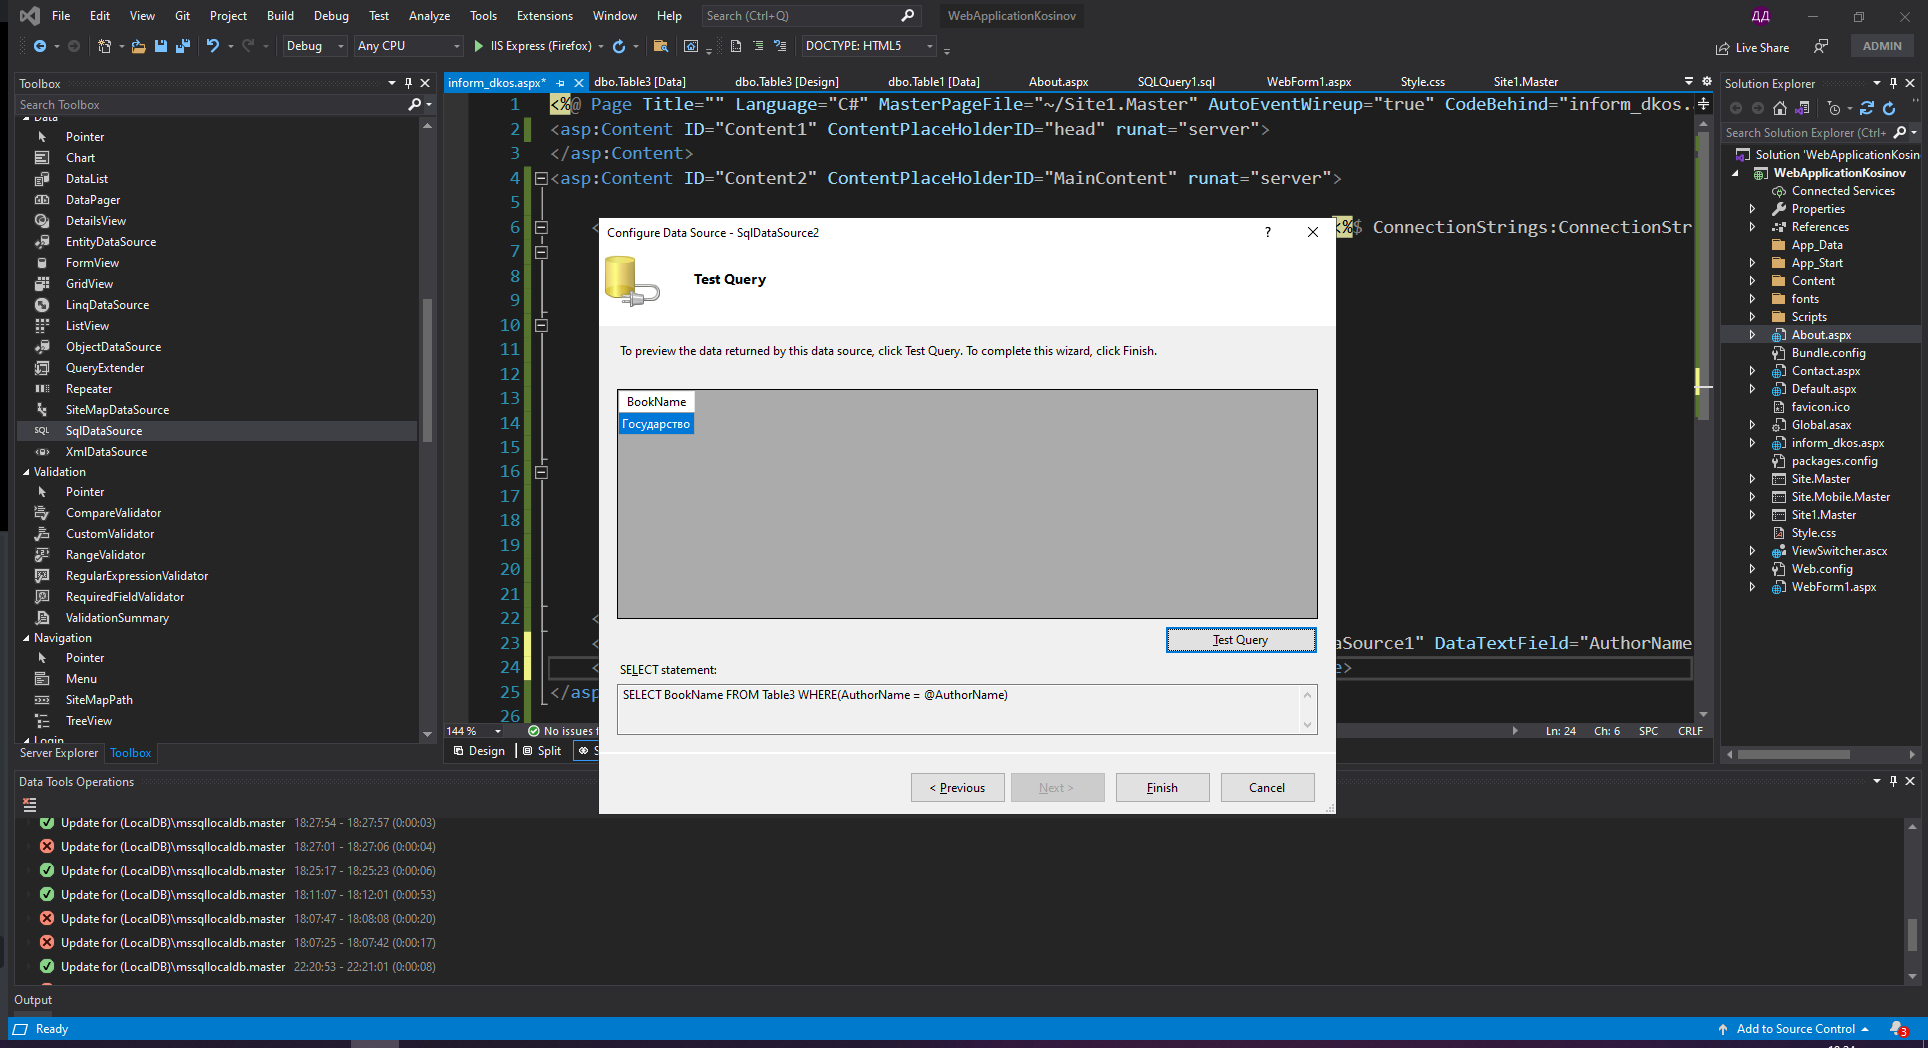 File Edit View Git Project Build Debug Test Analyze Tools Extensions Window Help Search (Ctrl+Q) WebApplicationKosinov ДД
Debug Any CPU IIS Express (Firefox) DOCTYPE: HTML5 Live Share ADMIN
Toolbox
Search Toolbox
Data
Pointer
Chart
DataList
DataPager
DetailsView
EntityDataSource
FormView
GridView
LinqDataSource
ListView
ObjectDataSource
QueryExtender
Repeater
SiteMapDataSource
SQL SqlDataSource
XmlDataSource
Validation
Pointer
CompareValidator
CustomValidator
RangeValidator
RegularExpressionValidator
RequiredFieldValidator
ValidationSummary
Navigation
Pointer
Menu
SiteMapPath
TreeView
Login
Server Explorer Toolbox
inform_dkos.aspx* dbo.Table3 [Data] dbo.Table3 [Design] dbo.Table1 [Data] About.aspx SQLQuery1.sql WebForm1.aspx Style.css Site1.Master
1 <%@ Page Title="" Language="C#" MasterPageFile="~/Site1.Master" AutoEventWireup="true" CodeBehind="inform_dkos.
2 <asp:Content ID="Content1" ContentPlaceHolderID="head" runat="server">
3 </asp:Content>
4 <asp:Content ID="Content2" ContentPlaceHolderID="MainContent" runat="server">
5
6 < <%$ ConnectionStrings:ConnectionStr
7
8
9
10
11
12
13
14
15
16
17
18
19
20
21
22 <
23 < aSource1" DataTextField="AuthorName
24 < e>
25 </asp
26
144 % No issues Ln: 24 Ch: 6 SPC CRLF
Design Split S
Configure Data Source - SqlDataSource2 ?
Test Query
To preview the data returned by this data source, click Test Query. To complete this wizard, click Finish.
BookName
Государство
Test Query
SELECT statement:
SELECT BookName FROM Table3 WHERE(AuthorName = @AuthorName)
< Previous Next > Finish Cancel
Solution Explorer
Search Solution Explorer (Ctrl+
Solution 'WebApplicationKosin
WebApplicationKosinov
Connected Services
Properties
References
App_Data
App_Start
Content
fonts
Scripts
About.aspx
Bundle.config
Contact.aspx
Default.aspx
favicon.ico
Global.asax
inform_dkos.aspx
packages.config
Site.Master
Site.Mobile.Master
Site1.Master
Style.css
ViewSwitcher.ascx
Web.config
WebForm1.aspx
Data Tools Operations
Update for (LocalDB)\mssqllocaldb.master 18:27:54 - 18:27:57 (0:00:03)
Update for (LocalDB)\mssqllocaldb.master 18:27:01 - 18:27:06 (0:00:04)
Update for (LocalDB)\mssqllocaldb.master 18:25:17 - 18:25:23 (0:00:06)
Update for (LocalDB)\mssqllocaldb.master 18:11:07 - 18:12:01 (0:00:53)
Update for (LocalDB)\mssqllocaldb.master 18:07:47 - 18:08:08 (0:00:20)
Update for (LocalDB)\mssqllocaldb.master 18:07:25 - 18:07:42 (0:00:17)
Update for (LocalDB)\mssqllocaldb.master 22:20:53 - 22:21:01 (0:00:08)
Output
Ready Add to Source Control 3